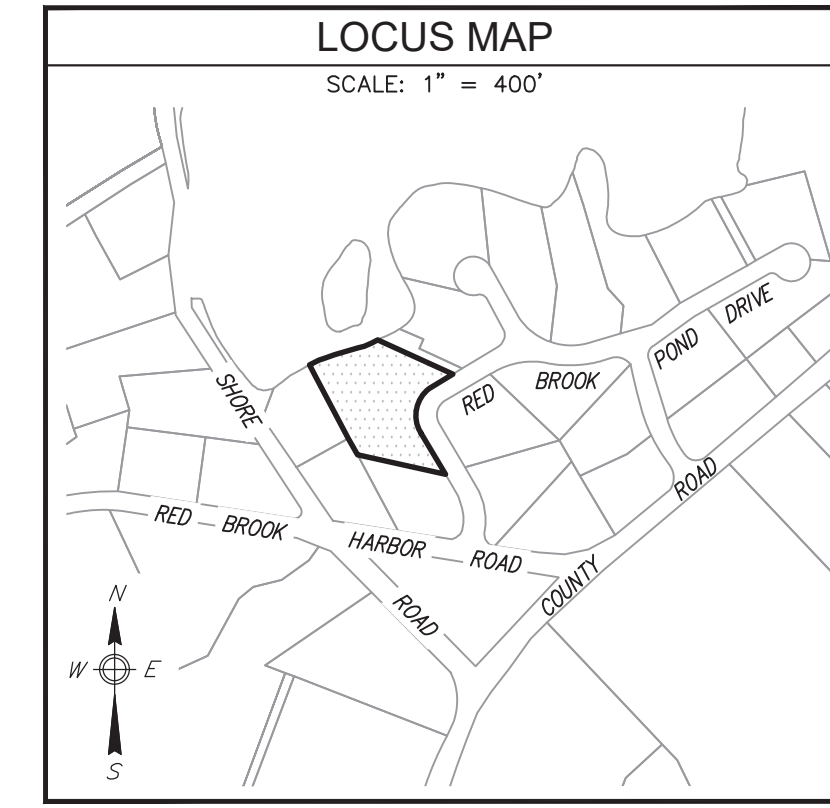 LOCUS MAP
SCALE: 1" = 400'
SHORE
ROAD
RED BROOK POND DRIVE
RED BROOK HARBOR ROAD
COUNTY ROAD
N
W E
S